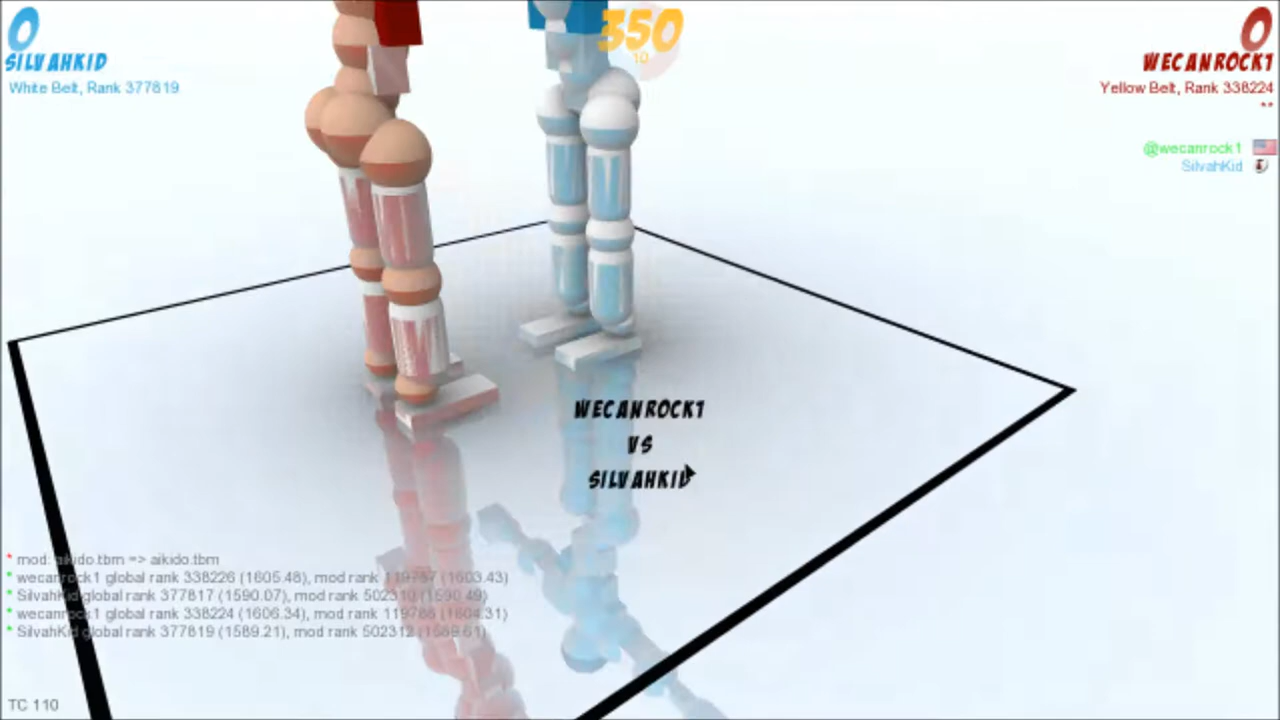 0
SILVAHKID
White Belt, Rank 377819
350
10
0
WECANROCK1
Yellow Belt, Rank 338224
@wecanrock1
SilvahKid
WECANROCK1
VS
SILVAHKID
* mod: aikido.tbm => aikido.tbm
* wecanrock1 global rank 338226 (1605.48), mod rank (1603.43)
* SilvahKid global rank 377817 (1590.07), mod rank 502310 (1590.49)
* wecanrock1 global rank 338224 (1606.34), mod rank 119786 (1604.31)
* SilvahKid global rank 377819 (1589.21), mod rank 502312 (1589.61)
TC 110